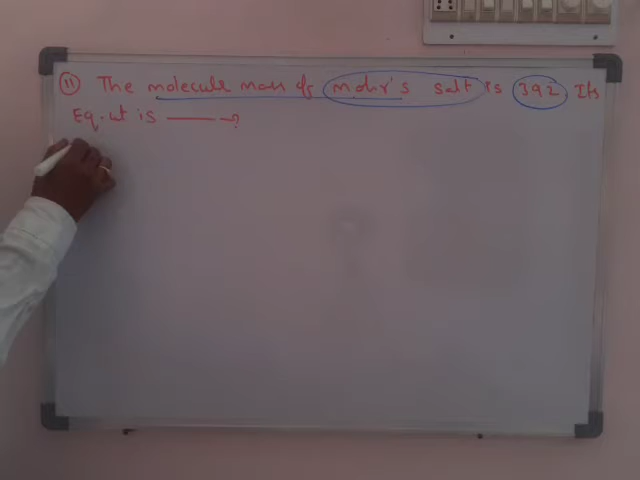 11 The molecule mass of mohr's salt is 392. Its
Eq. wt is —— ?